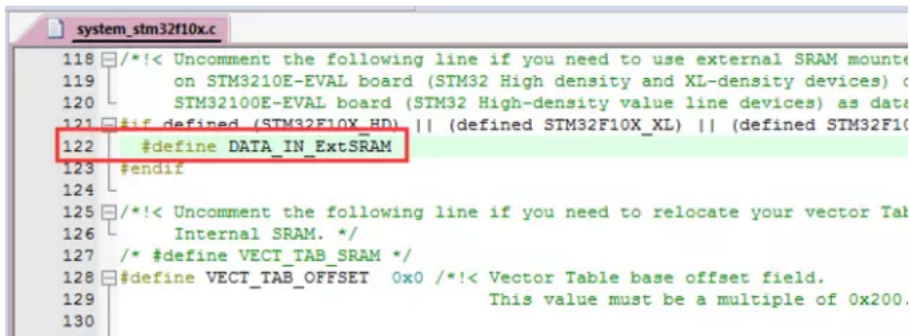 system_stm32f10x.c
118 /*!< Uncomment the following line if you need to use external SRAM mounte
119 on STM3210E-EVAL board (STM32 High density and XL-density devices) o
120 STM32100E-EVAL board (STM32 High-density value line devices) as data
121 #if defined (STM32F10X_HD) || (defined STM32F10X_XL) || (defined STM32F10
122 #define DATA_IN_ExtSRAM
123 #endif
124
125 /*!< Uncomment the following line if you need to relocate your vector Tab
126 Internal SRAM. */
127 /* #define VECT_TAB_SRAM */
128 #define VECT_TAB_OFFSET 0x0 /*!< Vector Table base offset field.
129 This value must be a multiple of 0x200.
130